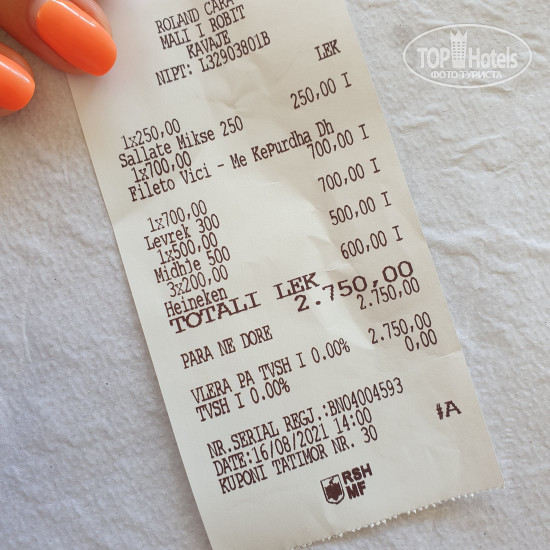 ROLAND CARA
MALI I ROBIT
KAVAJE
NIPT: L32903801B
LEK
1x250,00
Sallate Mikse 250 250,00 I
1x700,00
Fileto Vici - Me KePurdha Dh
700,00 I
1x700,00
Levrek 300 700,00 I
1x500,00
Midhje 500 500,00 I
3x200,00
Heineken 600,00 I
TOTALI LEK 2.750,00
PARA NE DORE 2.750,00
VLERA PA TVSH I 0.00% 2.750,00
TVSH I 0.00% 0,00
NR.SERIAL REGJ.:BN04004593
DATE:16/08/2021 14:00
KUPONI TATIMOR NR. 30
#A
RSH
MF
TOPHotels
ФОТО ТУРИСТА